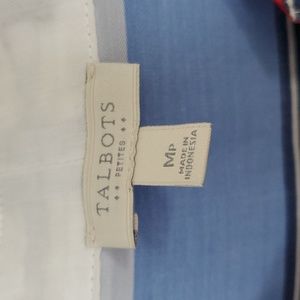 TALBOTS
++ PETITES ++
MP
MADE IN
INDONESIA